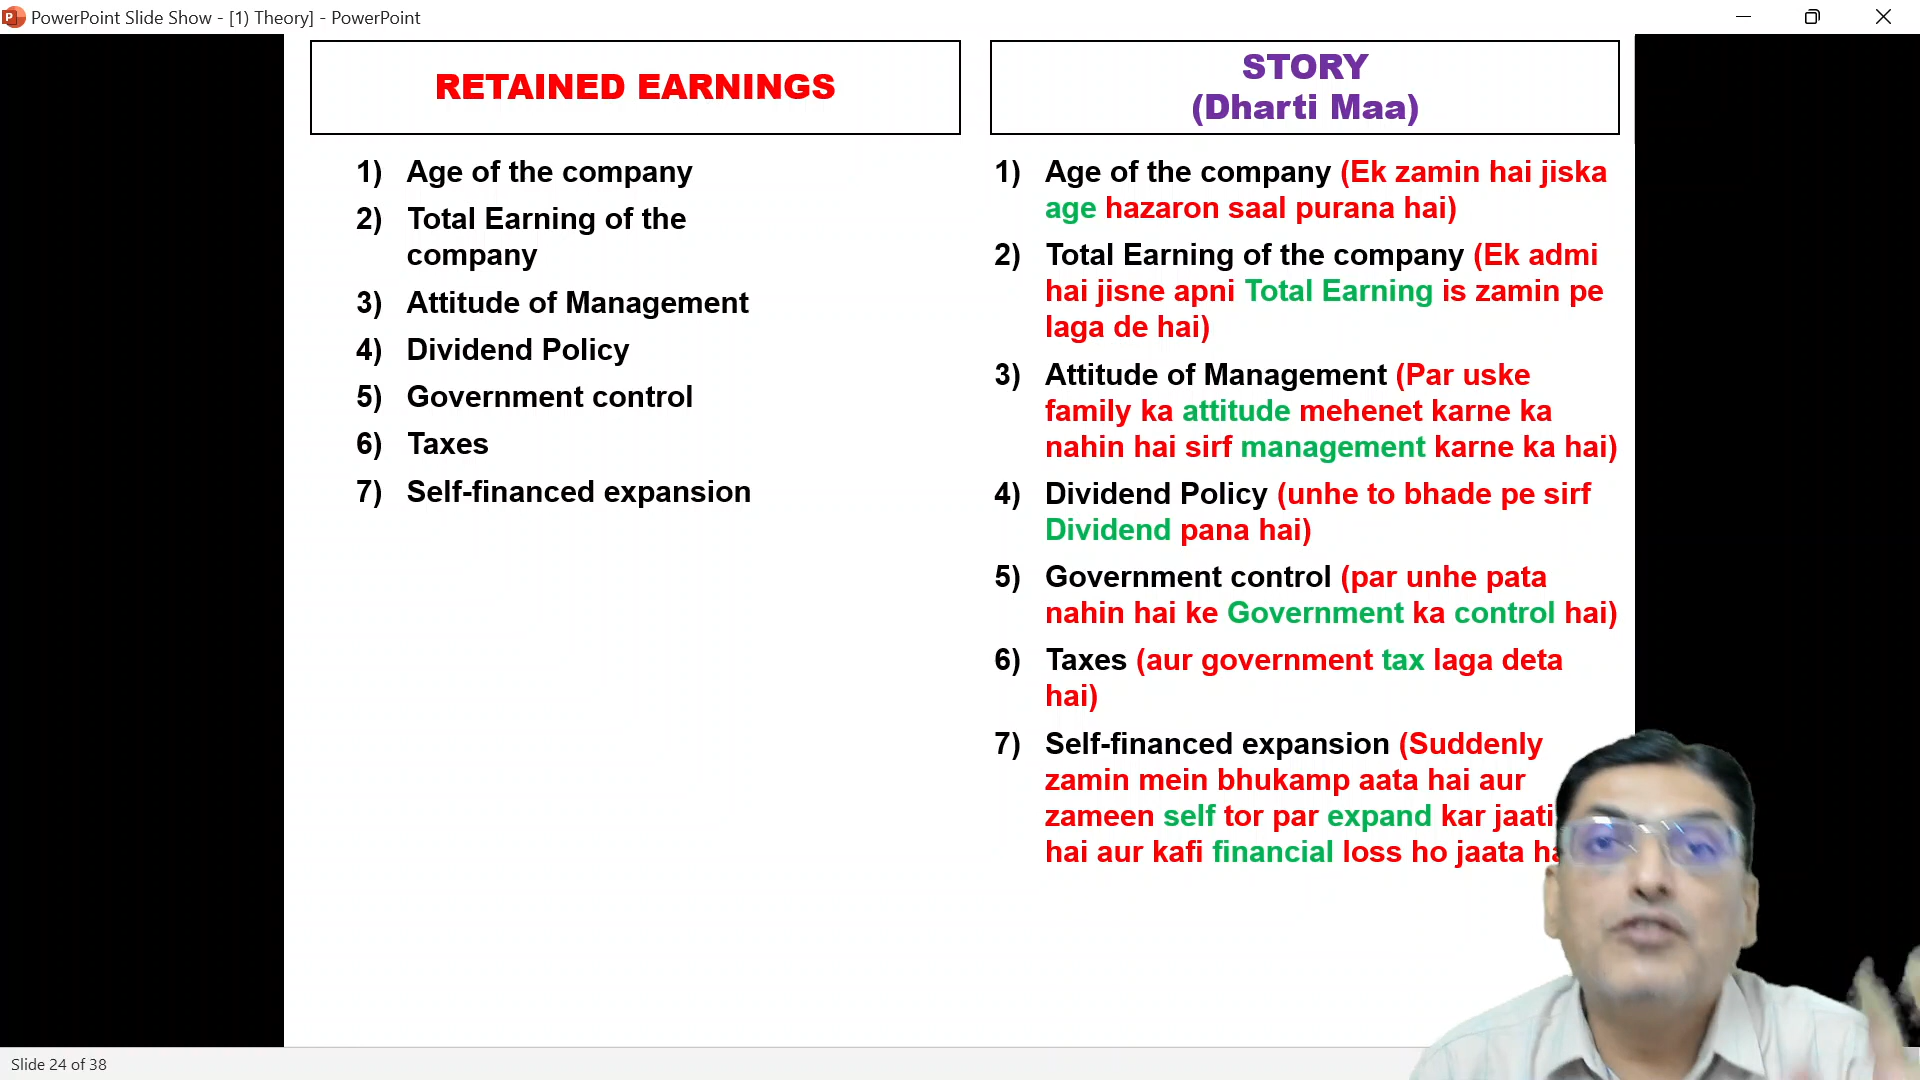 PowerPoint Slide Show - [1) Theory] - PowerPoint
RETAINED EARNINGS
1) Age of the company
2) Total Earning of the
company
3) Attitude of Management
4) Dividend Policy
5) Government control
6) Taxes
7) Self-financed expansion
STORY
(Dharti Maa)
1) Age of the company (Ek zamin hai jiska
age hazaron saal purana hai)
2) Total Earning of the company (Ek admi
hai jisne apni Total Earning is zamin pe
laga de hai)
3) Attitude of Management (Par uske
family ka attitude mehenet karne ka
nahin hai sirf management karne ka hai)
4) Dividend Policy (unhe to bhade pe sirf
Dividend pana hai)
5) Government control (par unhe pata
nahin hai ke Government ka control hai)
6) Taxes (aur government tax laga deta
hai)
7) Self-financed expansion (Suddenly
zamin mein bhukamp aata hai aur
zameen self tor par expand kar jaati
hai aur kafi financial loss ho jaata
Slide 24 of 38